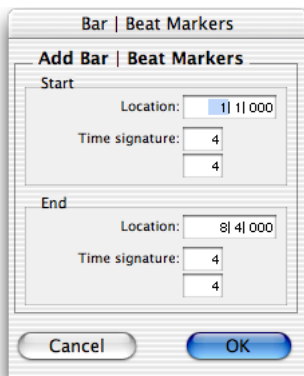 Bar | Beat Markers
Add Bar | Beat Markers
Start
Location: 1| 1| 000
Time signature: 4
4
End
Location: 8| 4| 000
Time signature: 4
4
Cancel OK